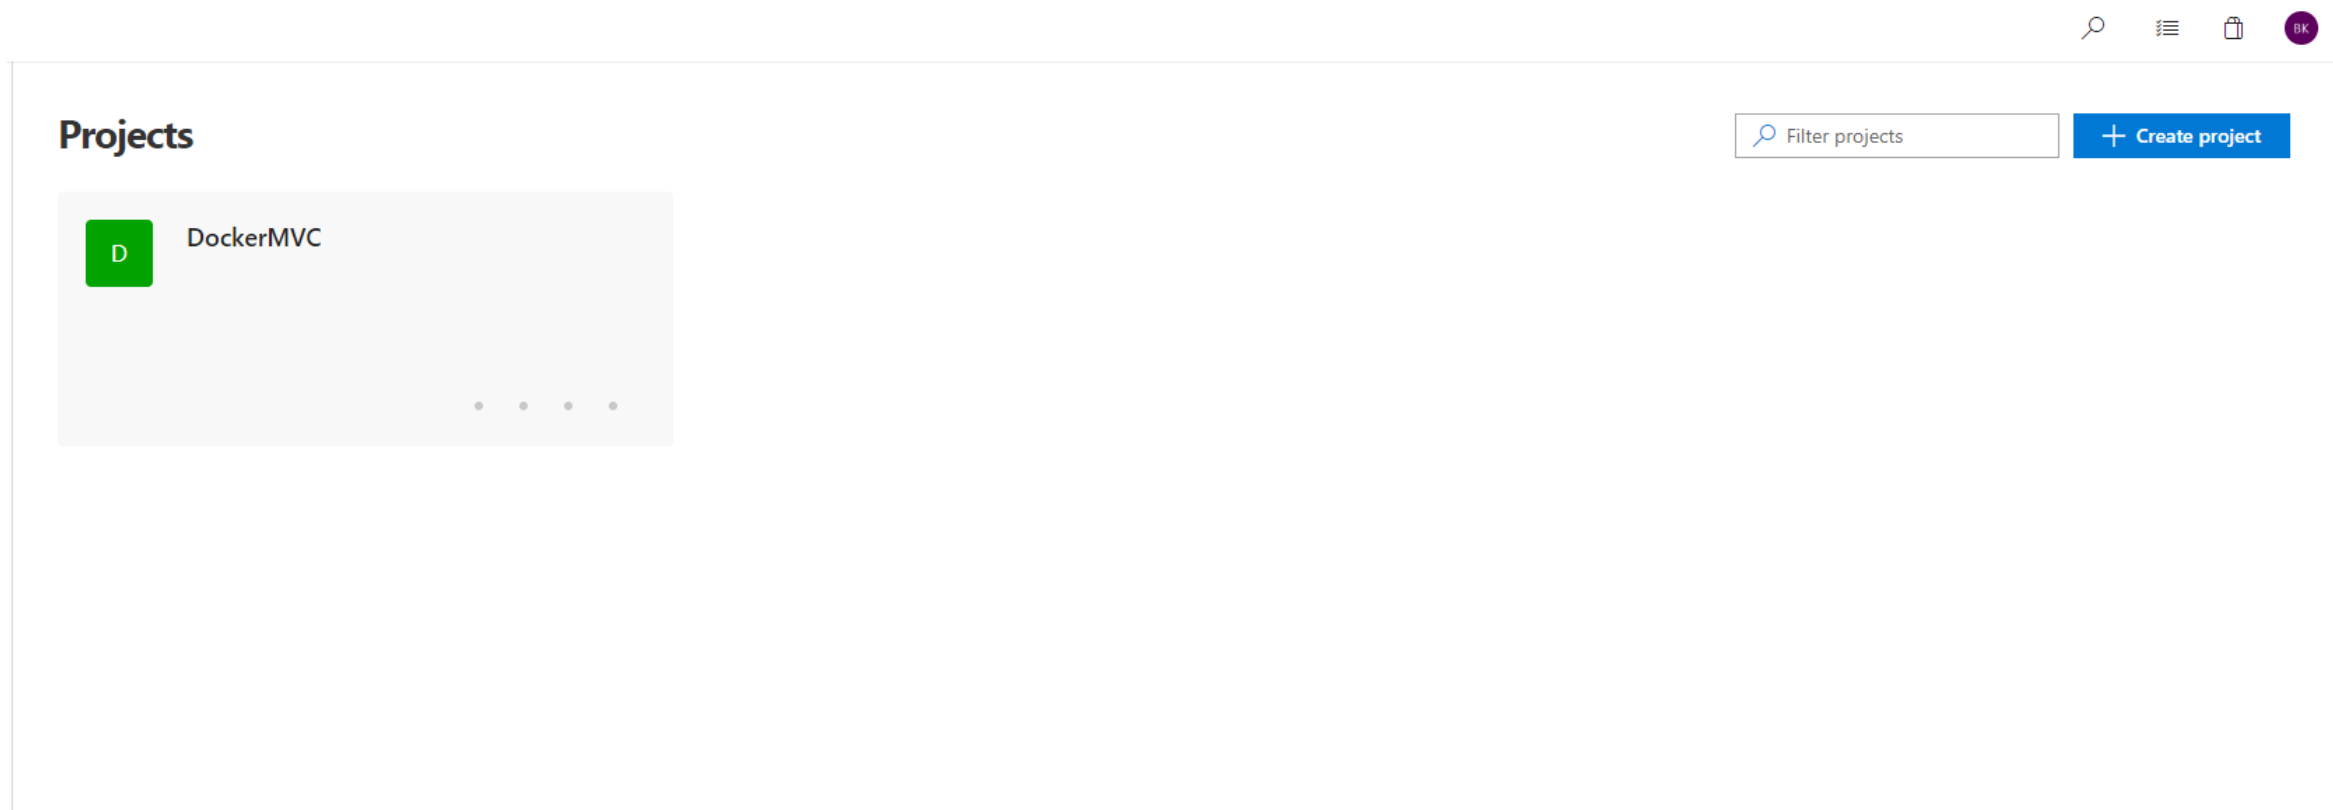 BK
Projects
Filter projects
Create project
D
DockerMVC